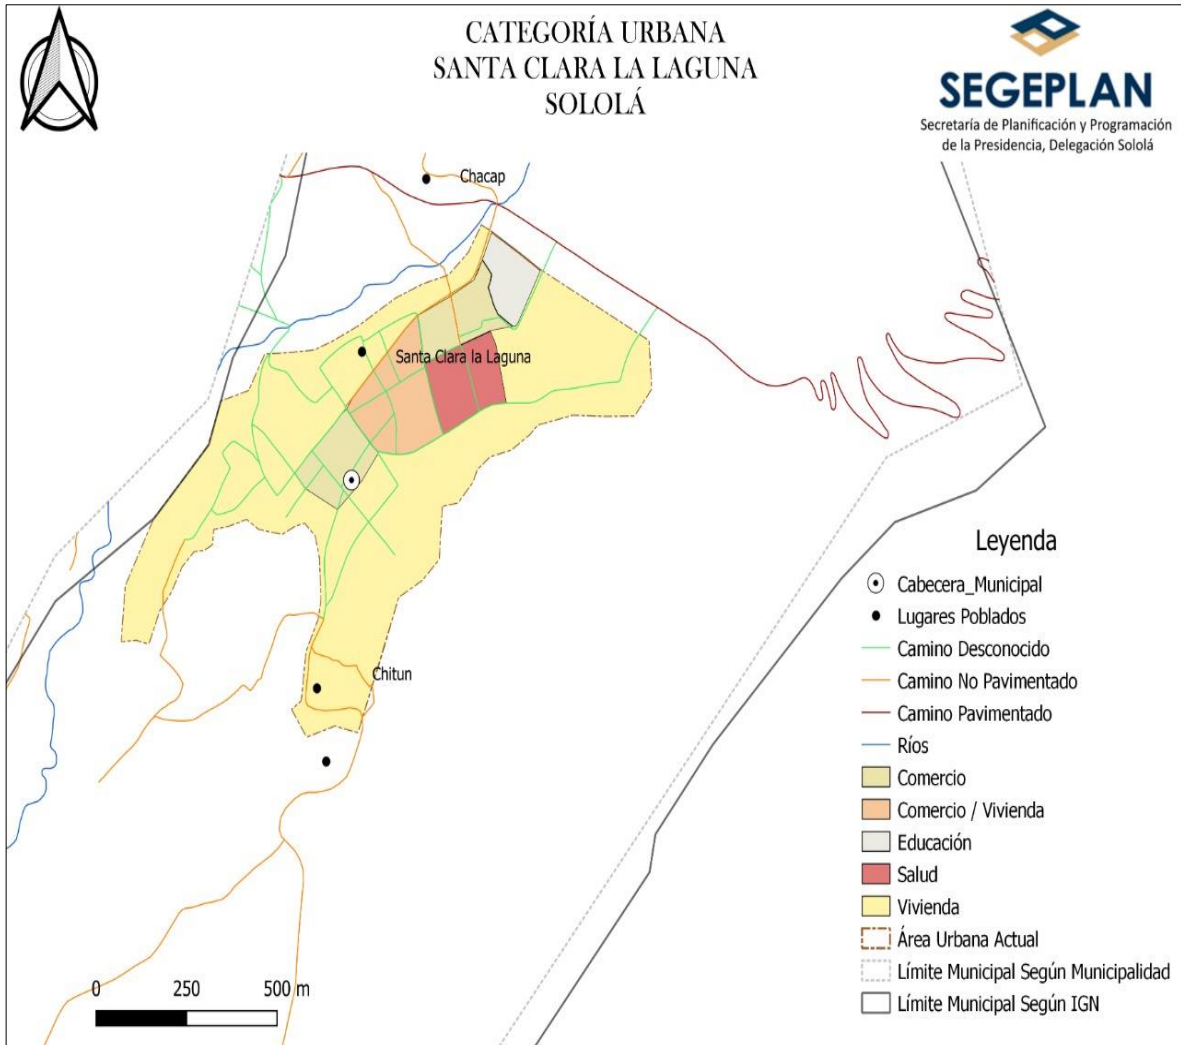 CATEGORÍA URBANA
SANTA CLARA LA LAGUNA
SOLOLÁ
SEGEPLAN
Secretaría de Planificación y Programación
de la Presidencia, Delegación Sololá
Chacap
Santa Clara la Laguna
Chitun
Leyenda
Cabecera_Municipal
Lugares Poblados
Camino Desconocido
Camino No Pavimentado
Camino Pavimentado
Ríos
Comercio
Comercio / Vivienda
Educación
Salud
Vivienda
Área Urbana Actual
Límite Municipal Según Municipalidad
Límite Municipal Según IGN
0 250 500 m